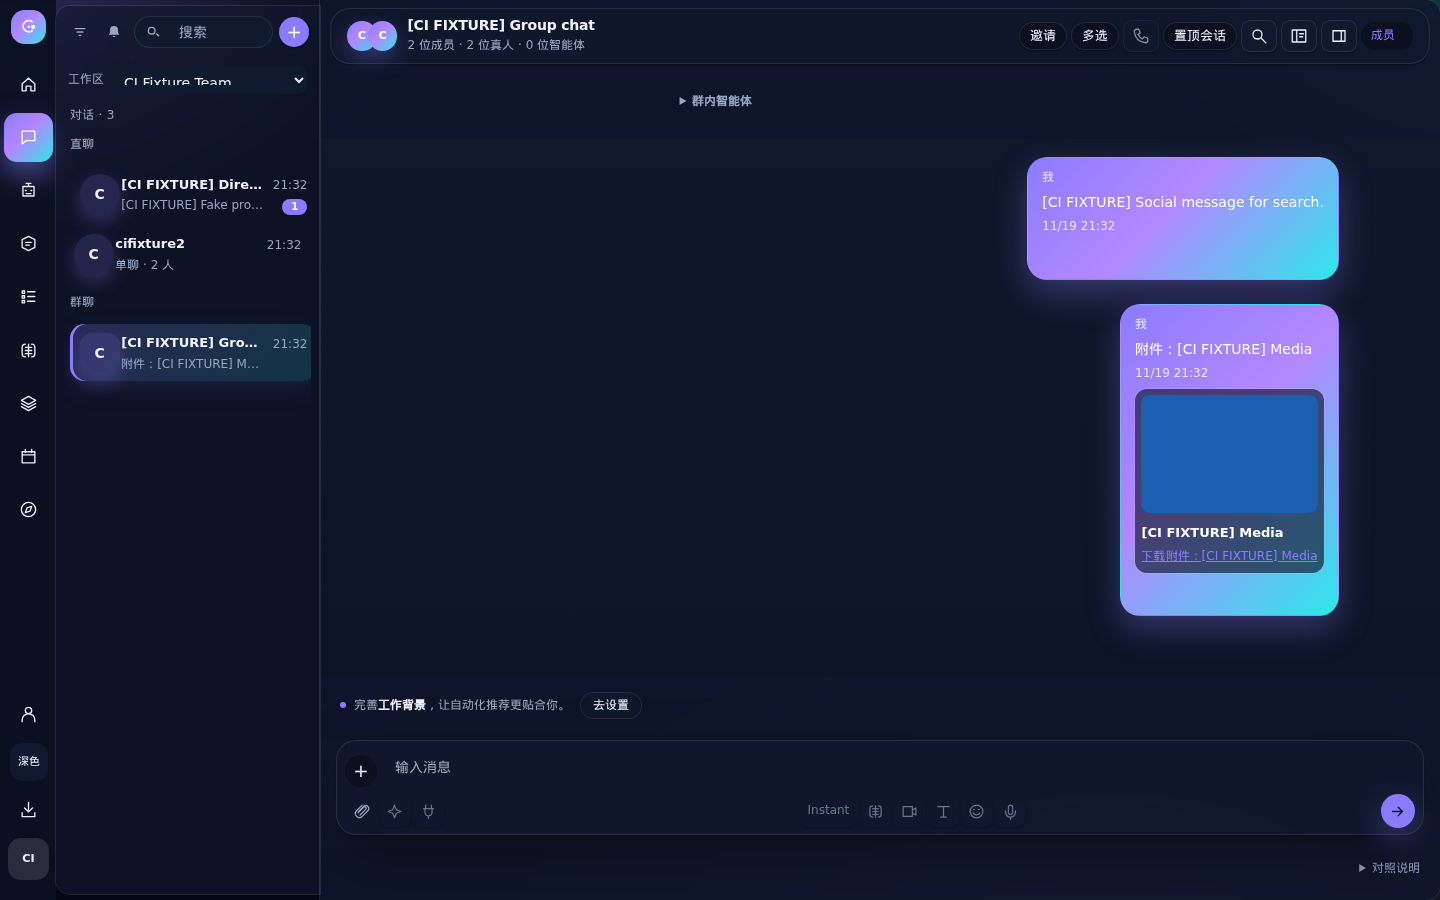 搜索
工作区
CI Fixture Team
对话 · 3
直聊
C
[CI FIXTURE] Dire...
21:32
[CI FIXTURE] Fake pro...
1
C
cifixture2
21:32
单聊 · 2 人
群聊
C
[CI FIXTURE] Gro...
21:32
附件：[CI FIXTURE] M...
深色
CI
C C
[CI FIXTURE] Group chat
2 位成员 · 2 位真人 · 0 位智能体
邀请
多选
置顶会话
成员
群内智能体
我
[CI FIXTURE] Social message for search.
11/19 21:32
我
附件：[CI FIXTURE] Media
11/19 21:32
[CI FIXTURE] Media
下载附件：[CI FIXTURE] Media
完善工作背景，让自动化推荐更贴合你。
去设置
输入消息
Instant
对照说明